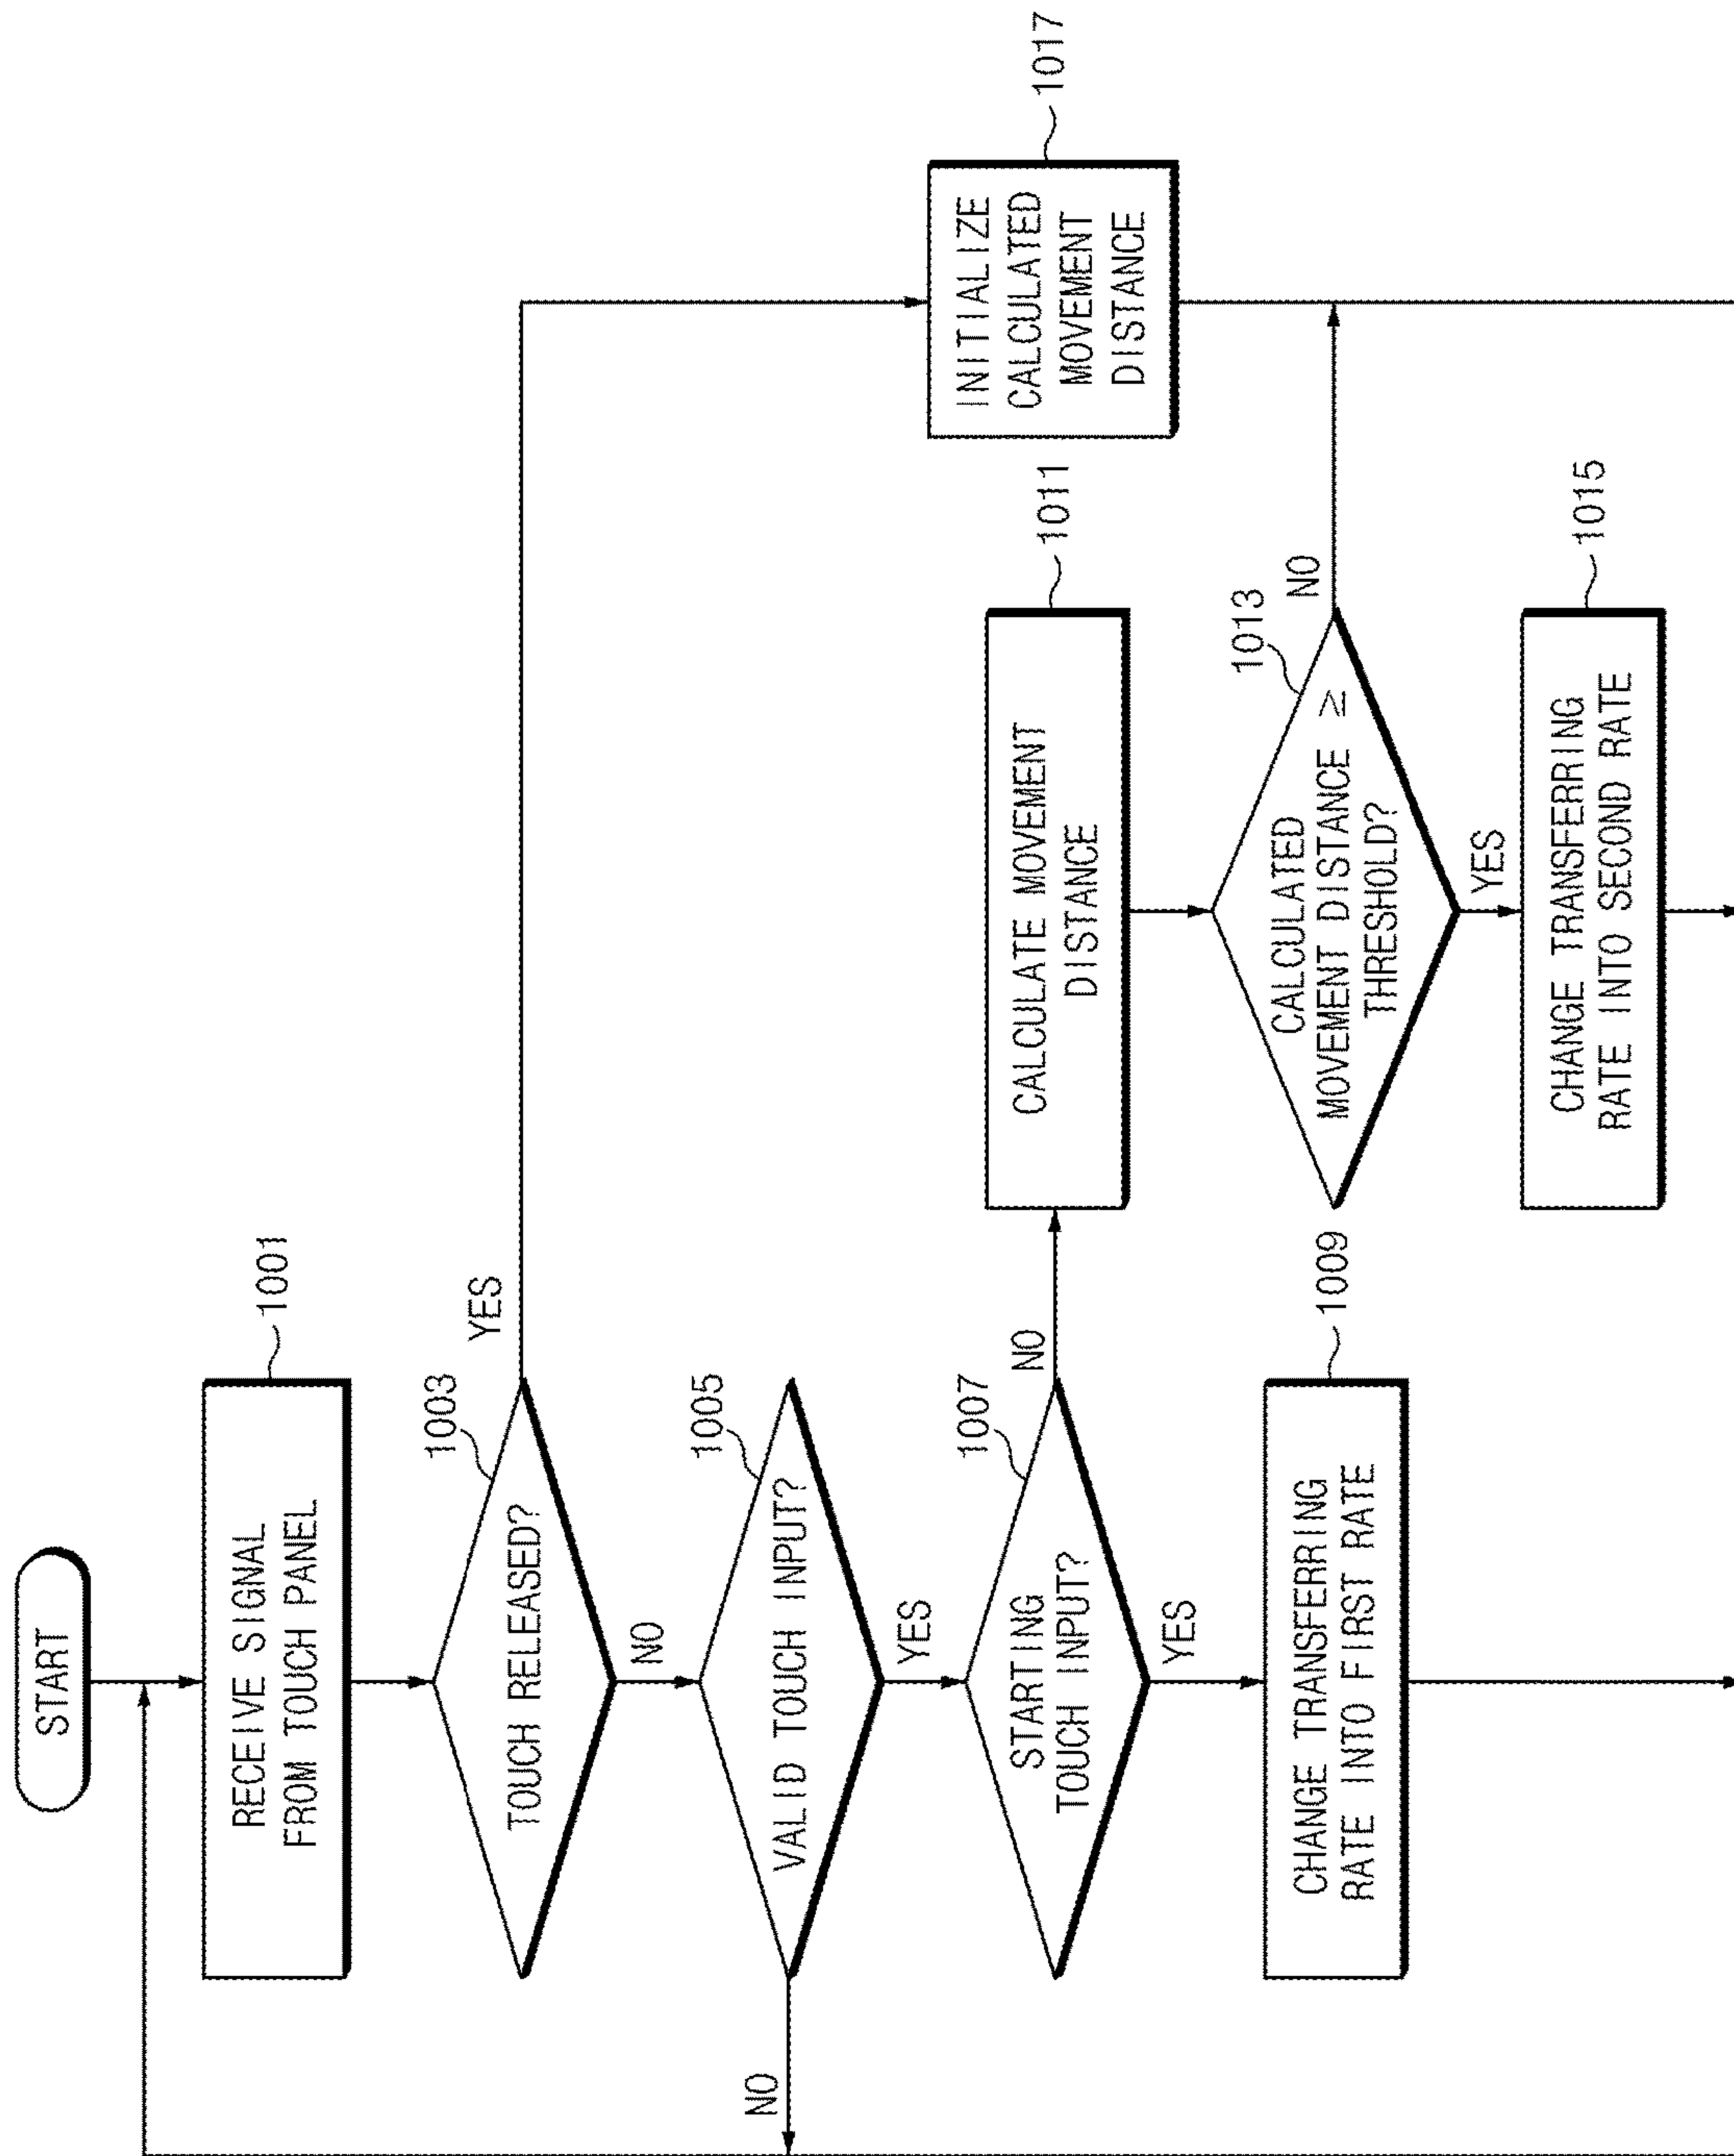 START
RECEIVE SIGNAL
FROM TOUCH PANEL
1001
TOUCH RELEASED?
1003
YES
NO
VALID TOUCH INPUT?
1005
NO
YES
STARTING
TOUCH INPUT?
1007
NO
YES
CHANGE TRANSFERRING
RATE INTO FIRST RATE
1009
CALCULATE MOVEMENT
DISTANCE
1011
CALCULATED
MOVEMENT DISTANCE ≥
THRESHOLD?
1013
NO
YES
CHANGE TRANSFERRING
RATE INTO SECOND RATE
1015
INITIALIZE
CALCULATED
MOVEMENT
DISTANCE
1017